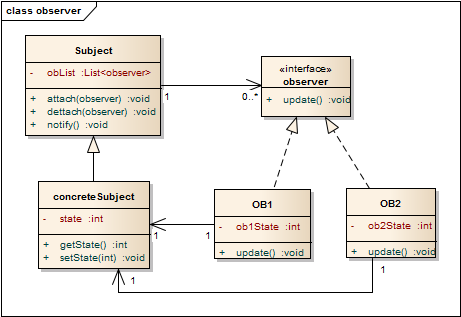 class observer
Subject
- obList :List<observer>
+ attach(observer) :void
+ dettach(observer) :void
+ notify() :void
1
0..*
«interface»
observer
+ update() :void
concreteSubject
- state :int
+ getState() :int
+ setState(int) :void
1
1
OB1
- ob1State :int
+ update() :void
OB2
- ob2State :int
+ update() :void
1
1